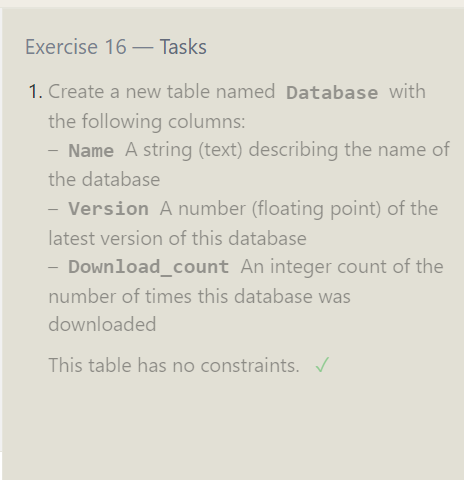 Exercise 16 — Tasks
1. Create a new table named Database with
the following columns:
– Name A string (text) describing the name of
the database
– Version A number (floating point) of the
latest version of this database
– Download_count An integer count of the
number of times this database was
downloaded
This table has no constraints. ✓